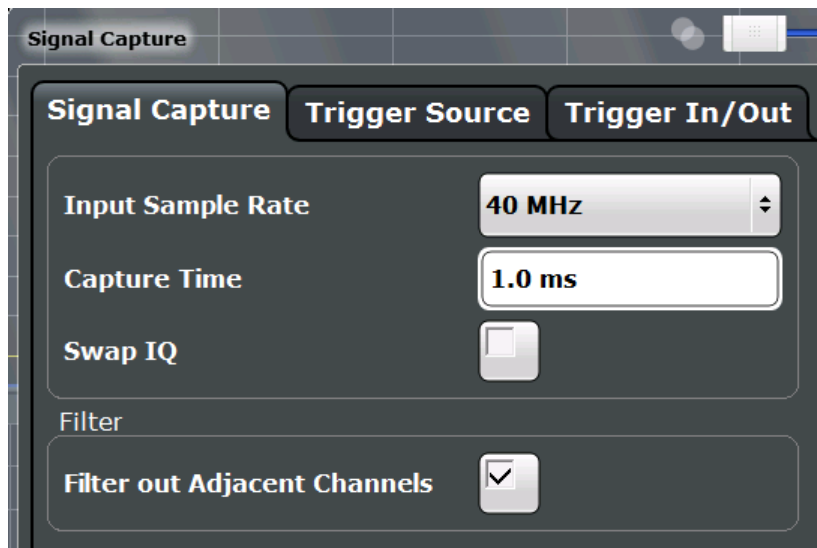 Signal Capture
Signal Capture Trigger Source Trigger In/Out
Input Sample Rate 40 MHz
Capture Time 1.0 ms
Swap IQ
Filter
Filter out Adjacent Channels